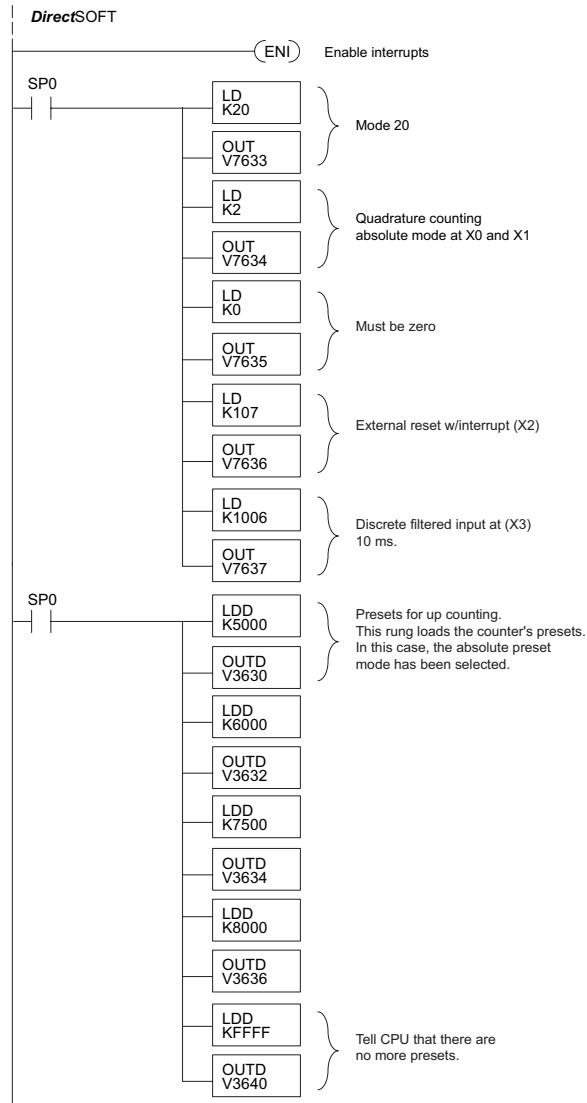 DirectSOFT
ENI
Enable interrupts
SP0
LD
K20
OUT
V7633
Mode 20
LD
K2
OUT
V7634
Quadrature counting
absolute mode at X0 and X1
LD
K0
OUT
V7635
Must be zero
LD
K107
OUT
V7636
External reset w/interrupt (X2)
LD
K1006
OUT
V7637
Discrete filtered input at (X3)
10 ms.
SP0
LDD
K5000
OUTD
V3630
Presets for up counting.
This rung loads the counter's presets.
In this case, the absolute preset
mode has been selected.
LDD
K6000
OUTD
V3632
LDD
K7500
OUTD
V3634
LDD
K8000
OUTD
V3636
LDD
KFFFF
OUTD
V3640
Tell CPU that there are
no more presets.